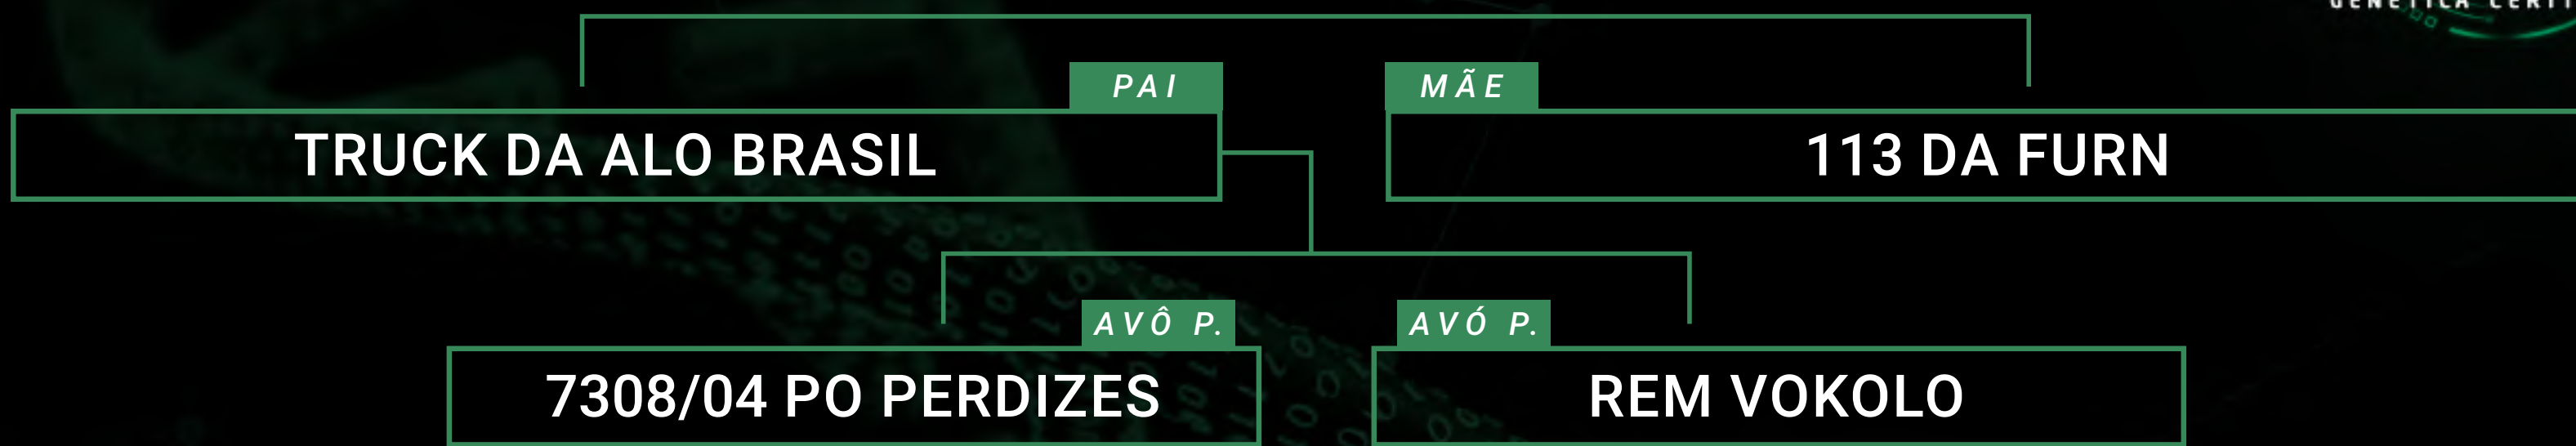 PAI
MÃE
TRUCK DA ALO BRASIL
113 DA FURN
AVÔ P.
AVÓ P.
7308/04 PO PERDIZES
REM VOKOLO